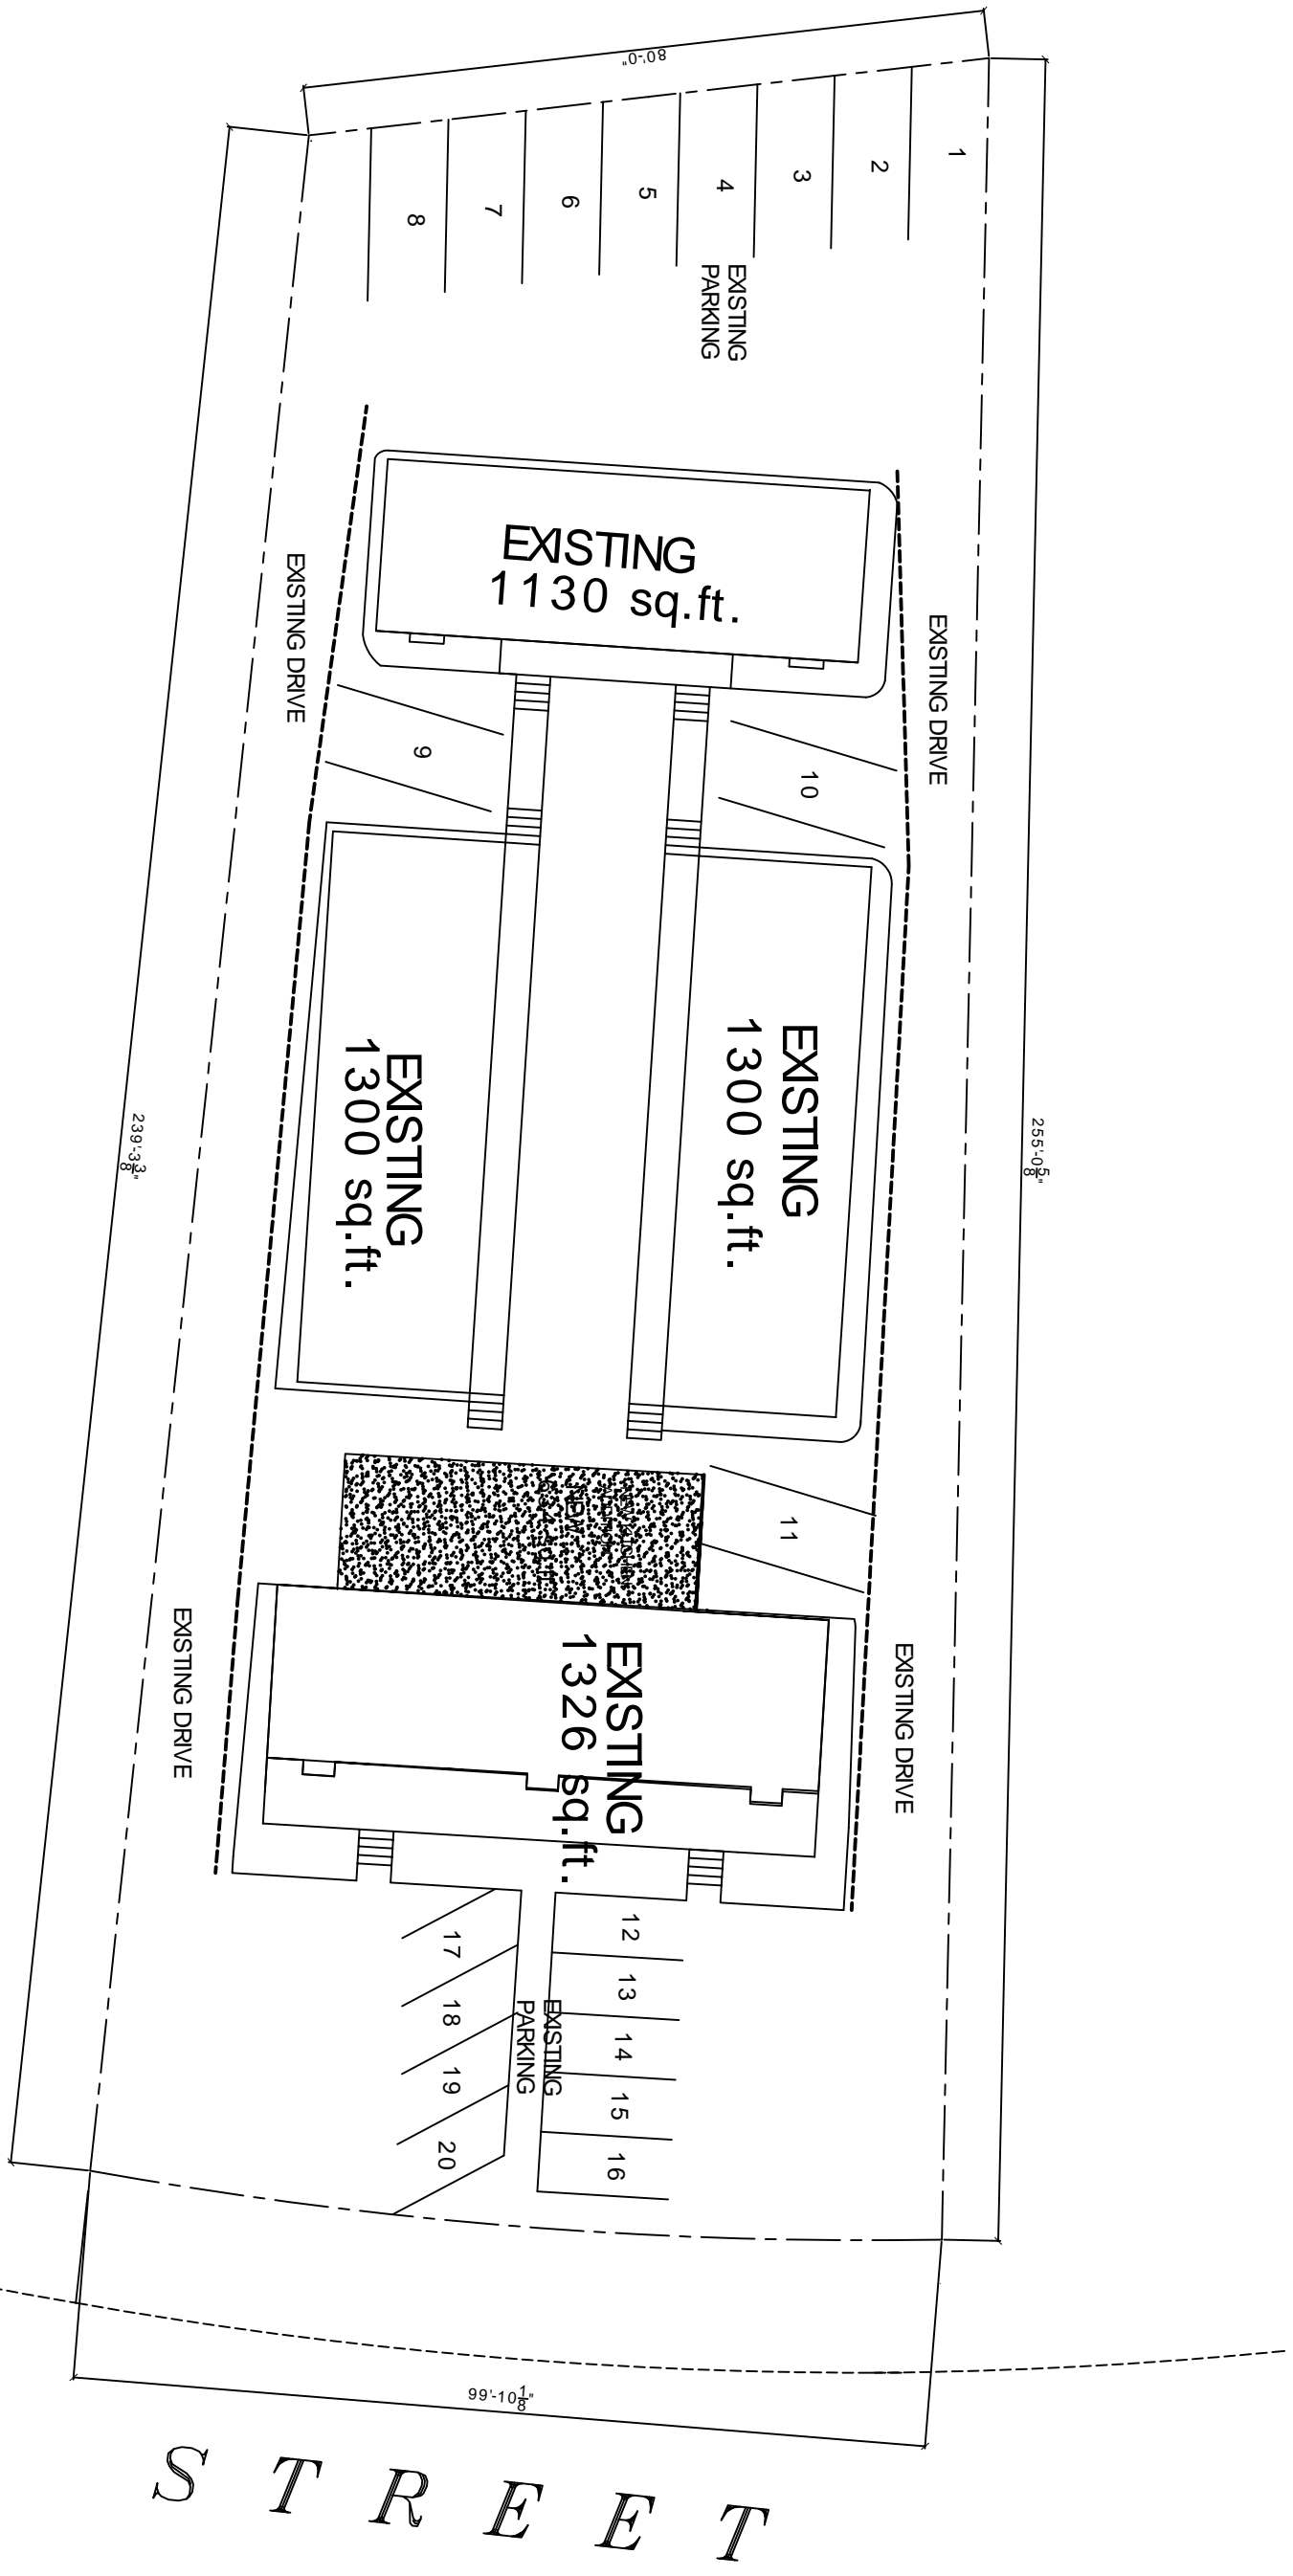 80'-0"
1
2
3
4
5
6
7
8
EXISTING
PARKING
EXISTING
1130 sq.ft.
EXISTING DRIVE
EXISTING DRIVE
9
10
EXISTING
1300 sq.ft.
EXISTING
1300 sq.ft.
239'-3 3/8"
255'-0 5/8"
NEW
11
EXISTING
1326 sq.ft.
EXISTING DRIVE
EXISTING DRIVE
12
13
14
15
16
17
18
19
20
EXISTING
PARKING
99'-10 1/8"
STREET